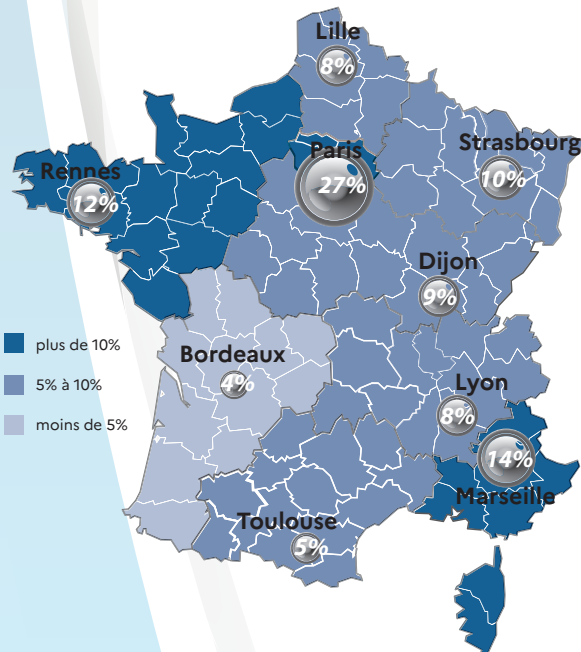 Lille
8%
Strasbourg
10%
Paris
27%
Rennes
12%
Dijon
9%
plus de 10%
5% à 10%
moins de 5%
Bordeaux
4%
Lyon
8%
14%
Marseille
Toulouse
5%